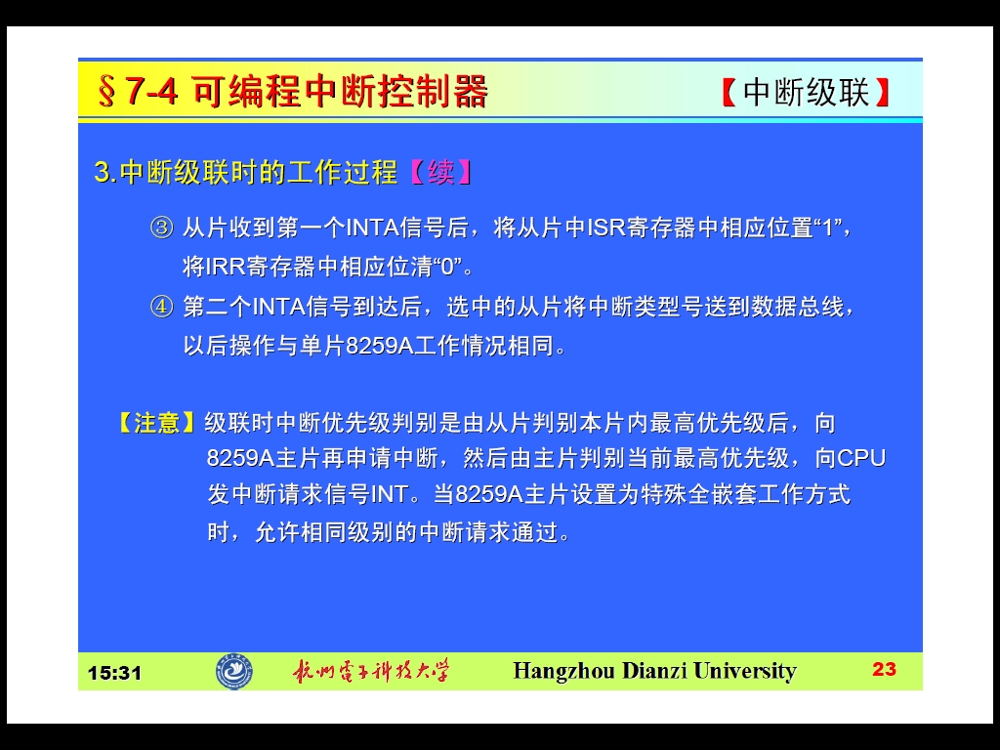 §7-4 可编程中断控制器 【中断级联】
3.中断级联时的工作过程【续】
③ 从片收到第一个INTA信号后，将从片中ISR寄存器中相应位置“1”，
将IRR寄存器中相应位清“0”。
④ 第二个INTA信号到达后，选中的从片将中断类型号送到数据总线，
以后操作与单片8259A工作情况相同。
【注意】级联时中断优先级判别是由从片判别本片内最高优先级后，向
8259A主片再申请中断，然后由主片判别当前最高优先级，向CPU
发中断请求信号INT。当8259A主片设置为特殊全嵌套工作方式
时，允许相同级别的中断请求通过。
15:31 杭州电子科技大学 Hangzhou Dianzi University 23